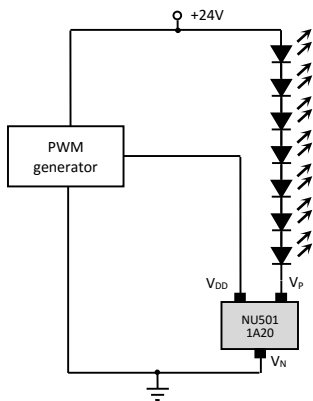 +24V
PWM
generator
VDD
VP
NU501
1A20
VN